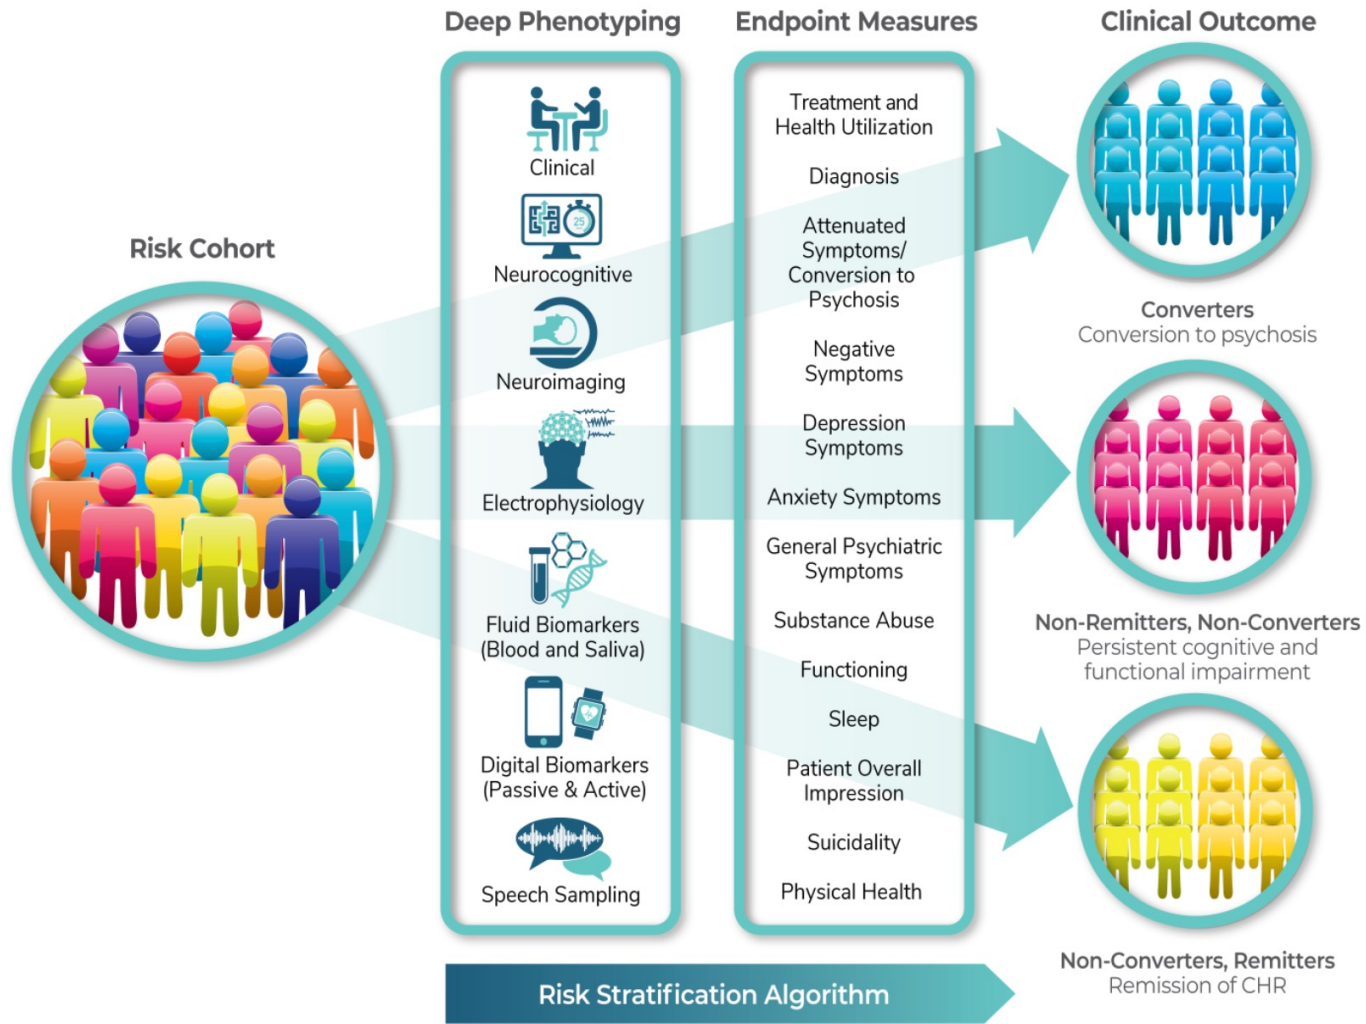 Deep Phenotyping
Endpoint Measures
Clinical Outcome
Risk Cohort
Clinical
25
Neurocognitive
Neuroimaging
Electrophysiology
Fluid Biomarkers
(Blood and Saliva)
Digital Biomarkers
(Passive & Active)
Speech Sampling
Treatment and
Health Utilization
Diagnosis
Attenuated
Symptoms/
Conversion to
Psychosis
Negative
Symptoms
Depression
Symptoms
Anxiety Symptoms
General Psychiatric
Symptoms
Substance Abuse
Functioning
Sleep
Patient Overall
Impression
Suicidality
Physical Health
Converters
Conversion to psychosis
Non-Remitters, Non-Converters
Persistent cognitive and
functional impairment
Non-Converters, Remitters
Remission of CHR
Risk Stratification Algorithm